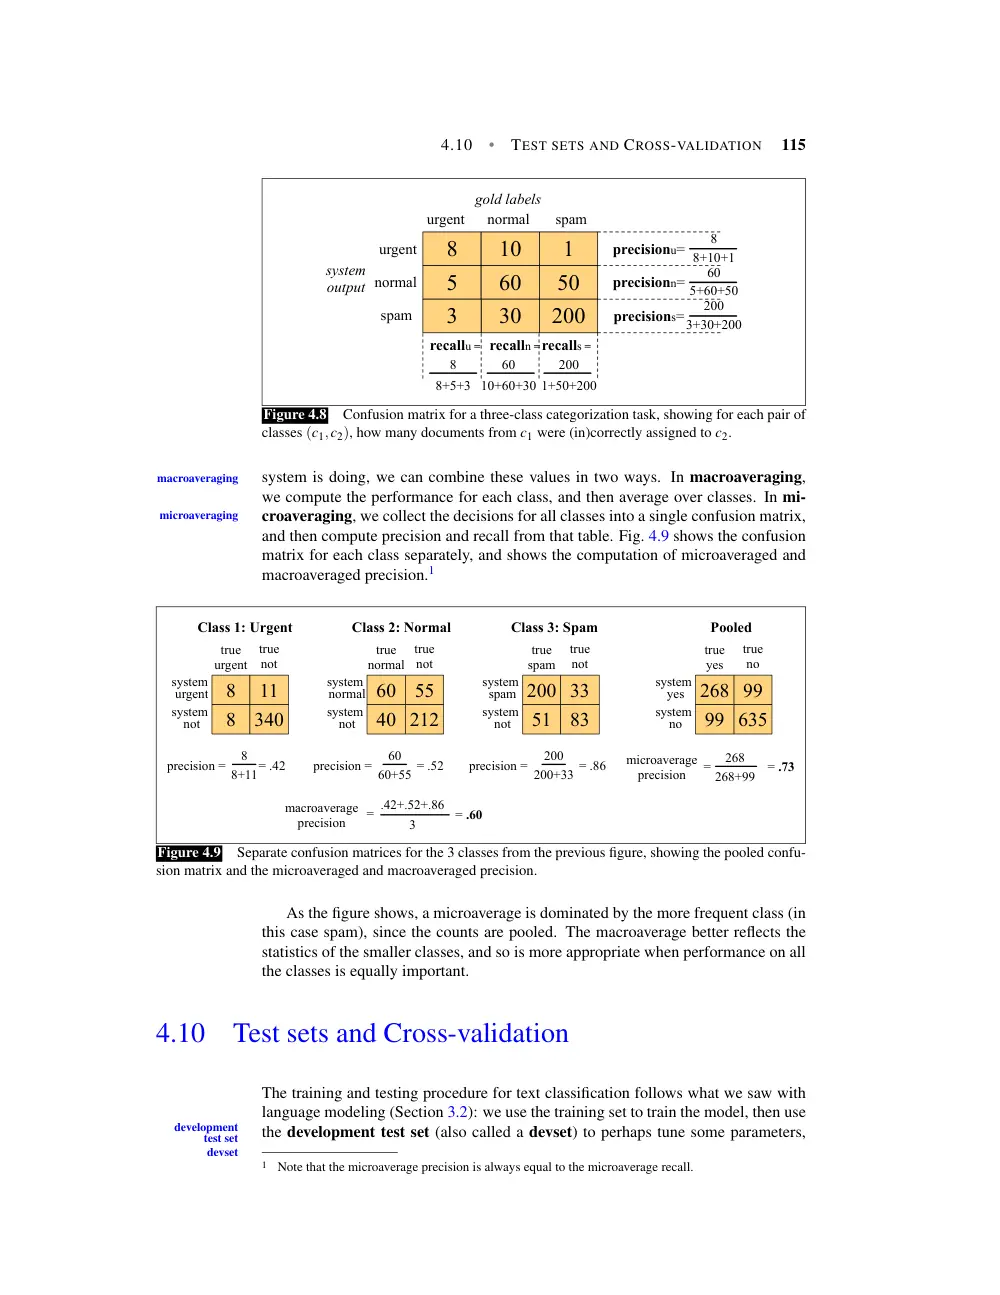 4.10 • TEST SETS AND CROSS-VALIDATION 115
gold labels
urgent normal spam
urgent 8 10 1 precisionu= 8 / 8+10+1
system output
normal 5 60 50 precisionn= 60 / 5+60+50
spam 3 30 200 precisions= 200 / 3+30+200
recallu = recalln = recalls =
8 60 200
8+5+3 10+60+30 1+50+200
Figure 4.8 Confusion matrix for a three-class categorization task, showing for each pair of
classes (c1,c2), how many documents from c1 were (in)correctly assigned to c2.
macroaveraging
system is doing, we can combine these values in two ways. In macroaveraging,
we compute the performance for each class, and then average over classes. In mi-
microaveraging
croaveraging, we collect the decisions for all classes into a single confusion matrix,
and then compute precision and recall from that table. Fig. 4.9 shows the confusion
matrix for each class separately, and shows the computation of microaveraged and
macroaveraged precision.1
Class 1: Urgent Class 2: Normal Class 3: Spam Pooled
true true true true true true true true
urgent not normal not spam not yes no
system urgent 8 11 system normal 60 55 system spam 200 33 system yes 268 99
system not 8 340 system not 40 212 system not 51 83 system no 99 635
precision = 8 / 8+11 = .42 precision = 60 / 60+55 = .52 precision = 200 / 200+33 = .86 microaverage precision = 268 / 268+99 = .73
macroaverage precision = .42+.52+.86 / 3 = .60
Figure 4.9 Separate confusion matrices for the 3 classes from the previous figure, showing the pooled confu-
sion matrix and the microaveraged and macroaveraged precision.
As the figure shows, a microaverage is dominated by the more frequent class (in
this case spam), since the counts are pooled. The macroaverage better reflects the
statistics of the smaller classes, and so is more appropriate when performance on all
the classes is equally important.
4.10 Test sets and Cross-validation
The training and testing procedure for text classification follows what we saw with
language modeling (Section 3.2): we use the training set to train the model, then use
development
test set
the development test set (also called a devset) to perhaps tune some parameters,
devset
1 Note that the microaverage precision is always equal to the microaverage recall.